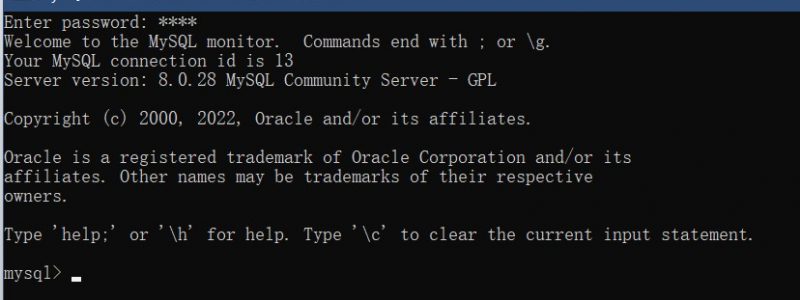 Enter password: ****
Welcome to the MySQL monitor.  Commands end with ; or \g.
Your MySQL connection id is 13
Server version: 8.0.28 MySQL Community Server - GPL
Copyright (c) 2000, 2022, Oracle and/or its affiliates.
Oracle is a registered trademark of Oracle Corporation and/or its
affiliates. Other names may be trademarks of their respective
owners.
Type 'help;' or '\h' for help. Type '\c' to clear the current input statement.
mysql>